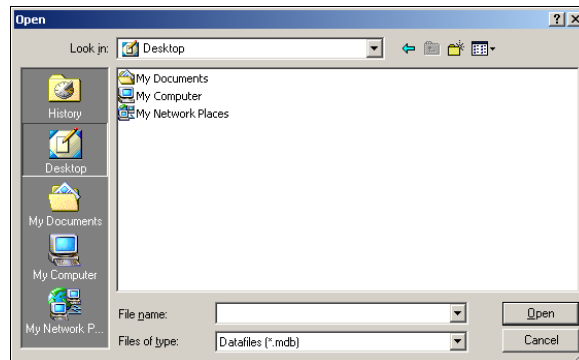 Open
Look in: Desktop
History
Desktop
My Documents
My Computer
My Network P...
My Documents
My Computer
My Network Places
File name: Open
Files of type: Datafiles (*.mdb) Cancel